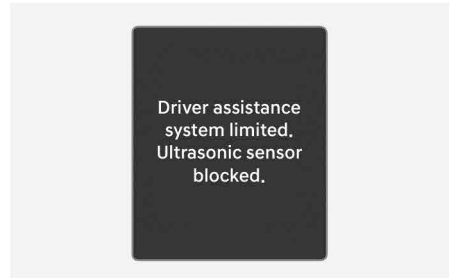 Driver assistance
system limited.
Ultrasonic sensor
blocked.